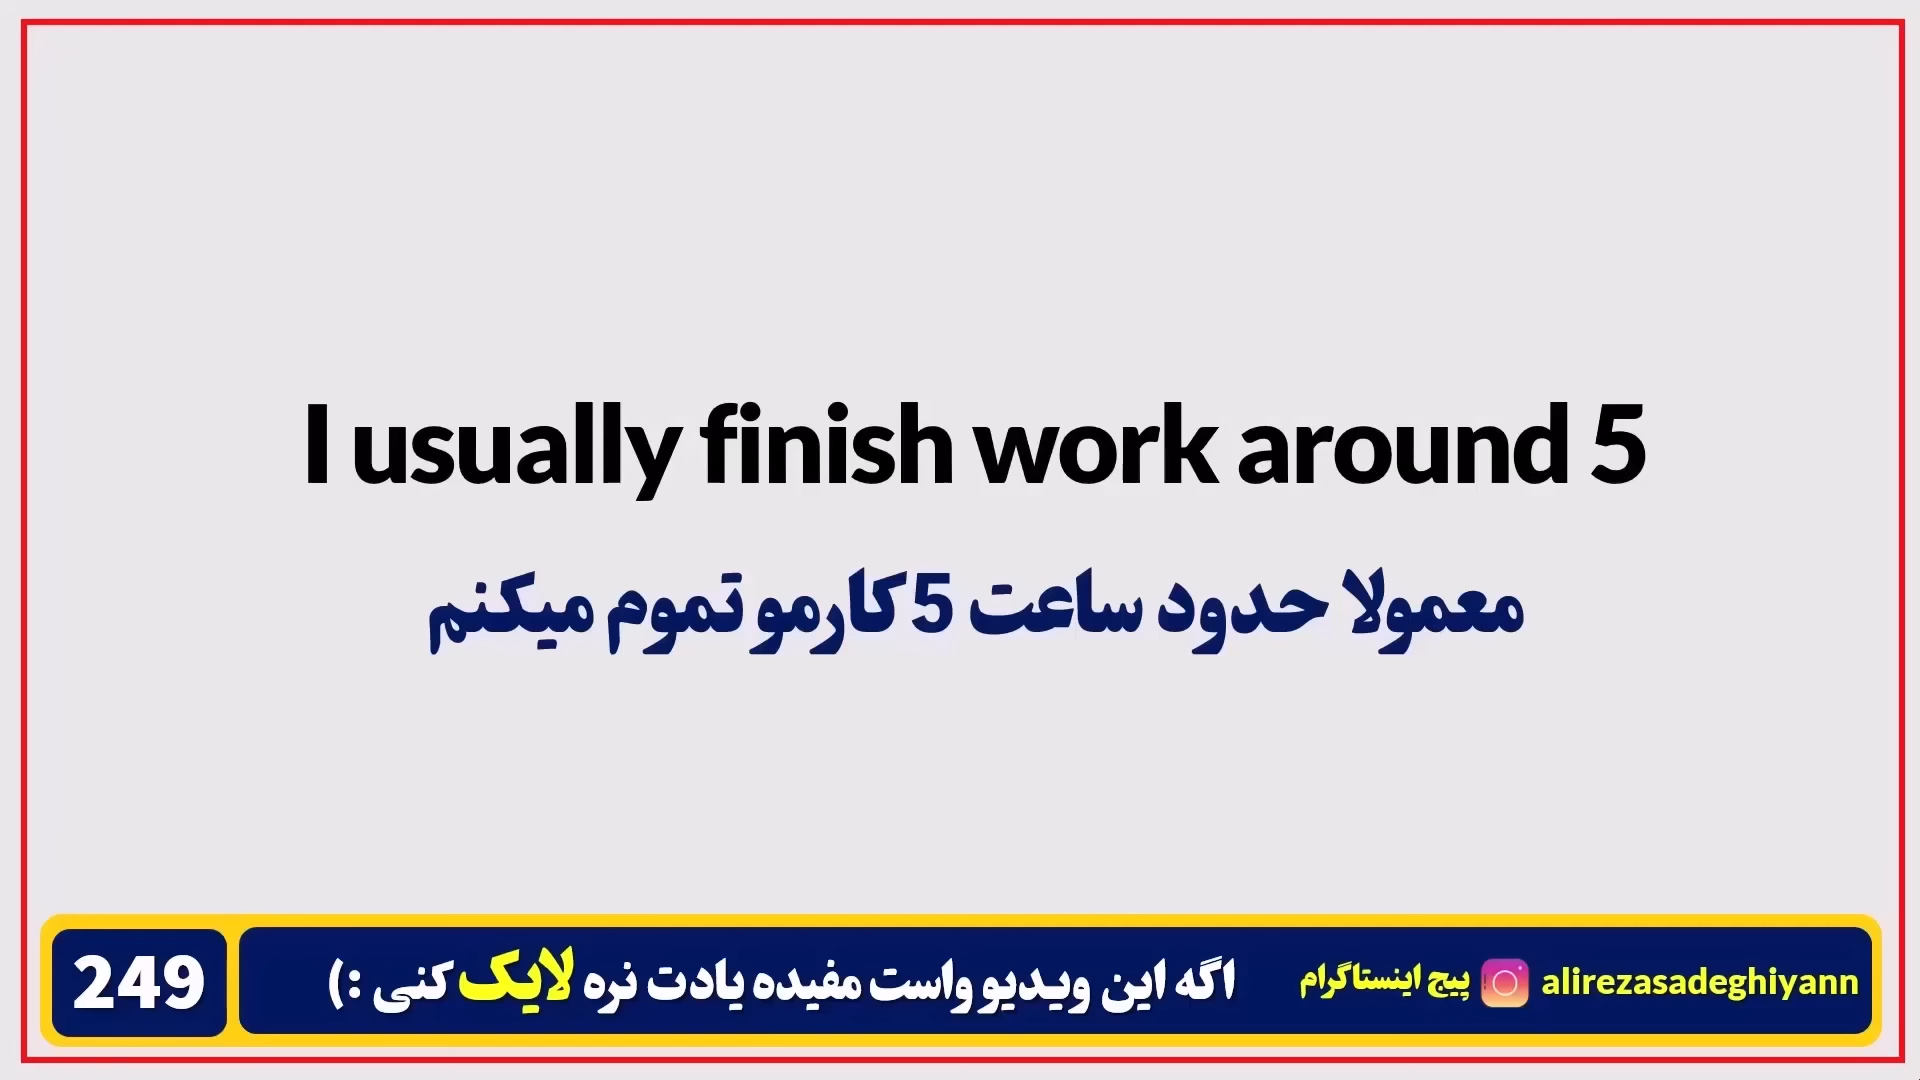 I usually finish work around 5
معمولا حدود ساعت 5 کارمو تموم میکنم
249
اگه این ویدیو واست مفیده یادت نره لایک کنی :)
پیج اینستاگرام
alirezasadeghiyann